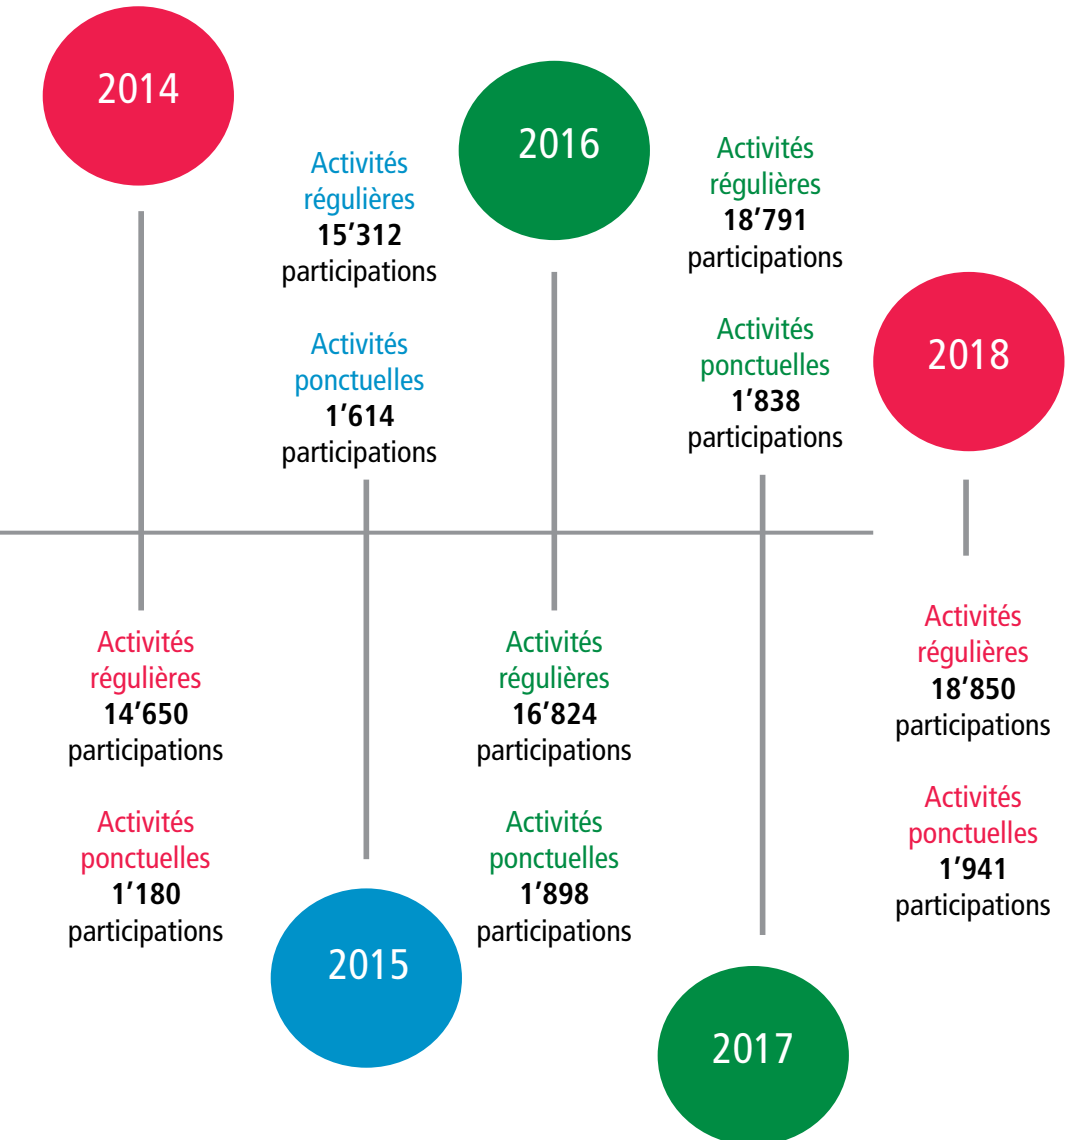 2014
Activités
régulières
14’650
participations
Activités
ponctuelles
1’180
participations
Activités
régulières
15’312
participations
Activités
ponctuelles
1’614
participations
2015
2016
Activités
régulières
16’824
participations
Activités
ponctuelles
1’898
participations
Activités
régulières
18’791
participations
Activités
ponctuelles
1’838
participations
2017
2018
Activités
régulières
18’850
participations
Activités
ponctuelles
1’941
participations